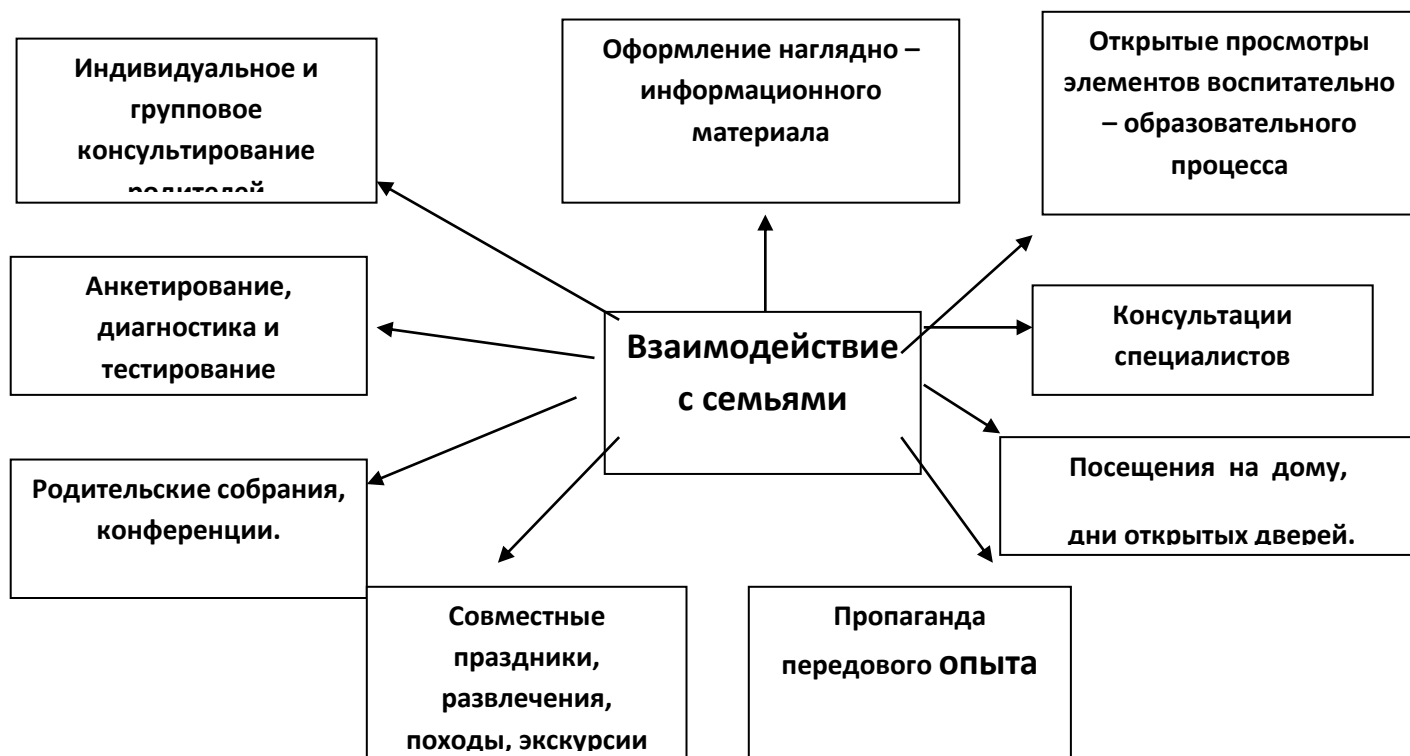 Индивидуальное и
групповое
консультирование
родителей
Оформление наглядно –
информационного
материала
Открытые просмотры
элементов воспитательно
– образовательного
процесса
Анкетирование,
диагностика и
тестирование
Взаимодействие
с семьями
Консультации
специалистов
Родительские собрания,
конференции.
Посещения на дому,
дни открытых дверей.
Совместные
праздники,
развлечения,
походы, экскурсии
Пропаганда
передового опыта